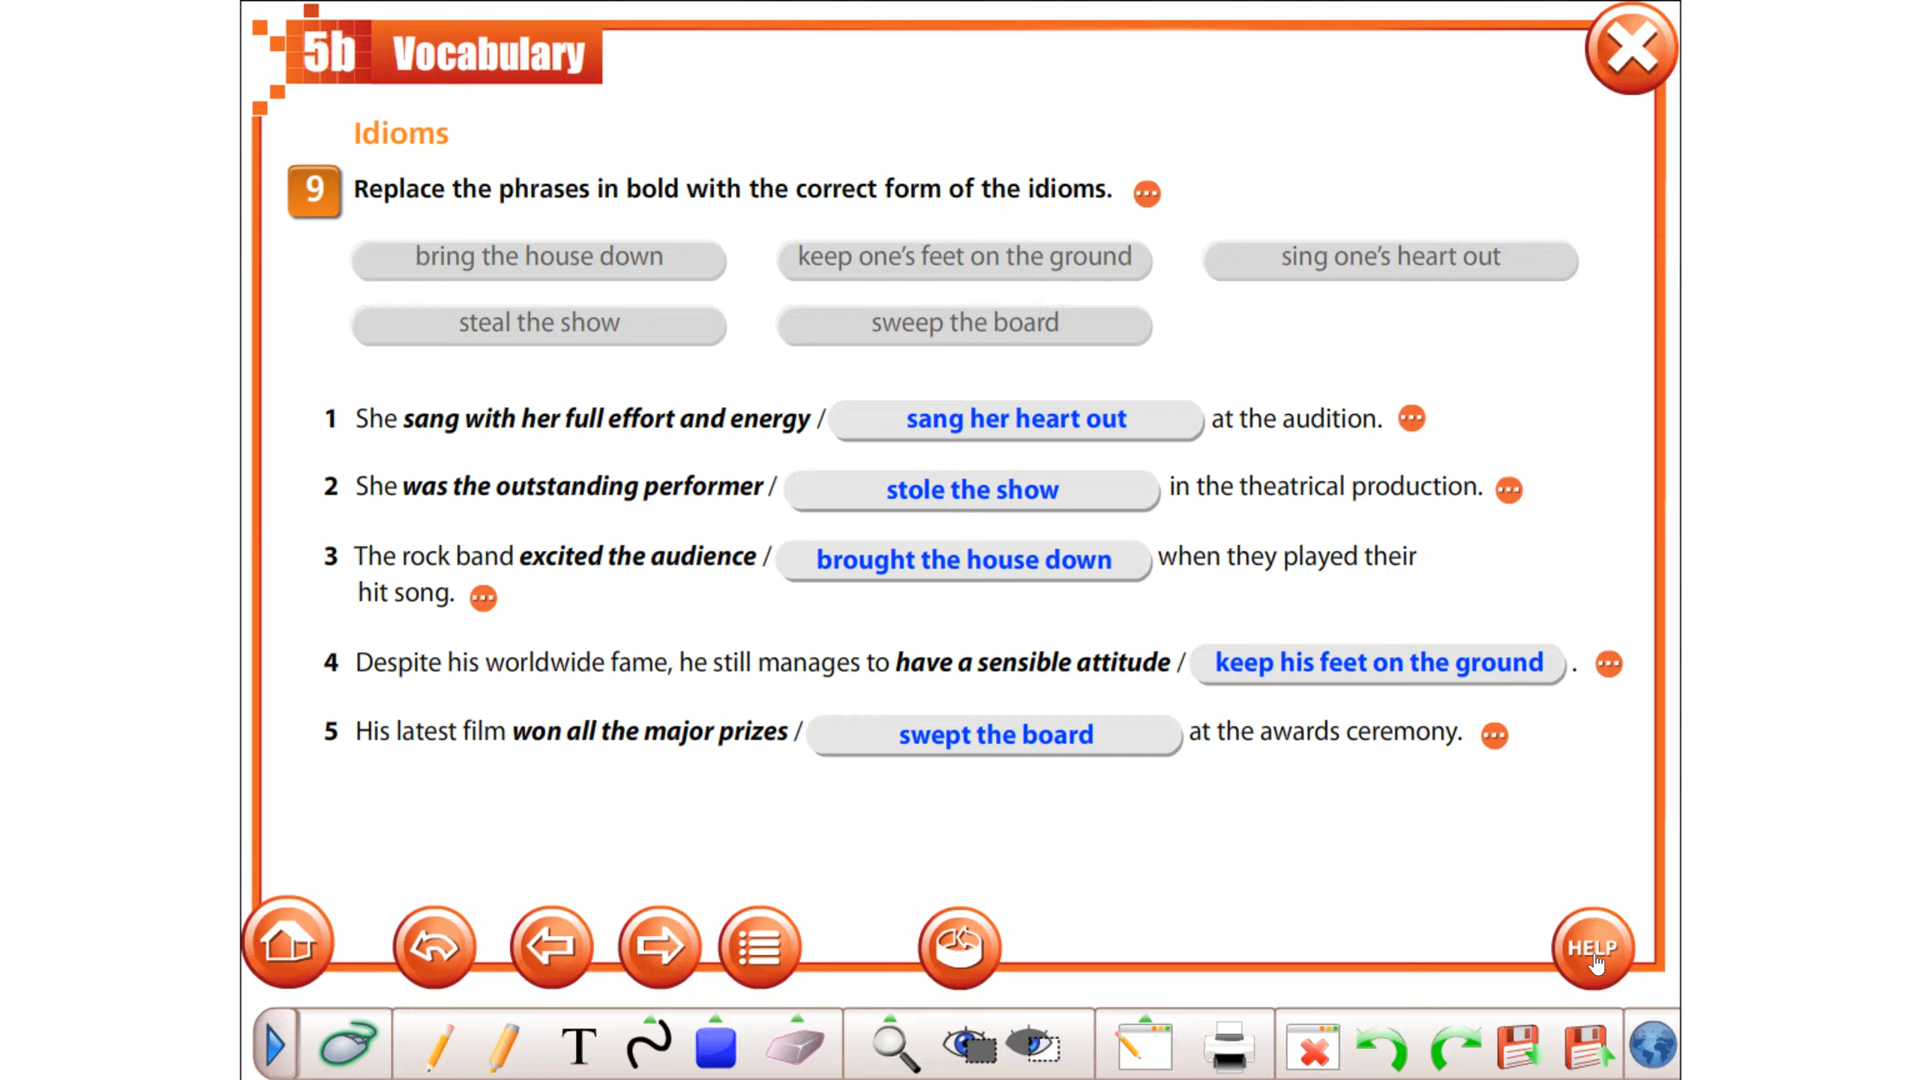 5b Vocabulary
Idioms
9 Replace the phrases in bold with the correct form of the idioms.
bring the house down keep one’s feet on the ground sing one’s heart out
steal the show sweep the board
1 She sang with her full effort and energy / sang her heart out at the audition.
2 She was the outstanding performer / stole the show in the theatrical production.
3 The rock band excited the audience / brought the house down when they played their
hit song.
4 Despite his worldwide fame, he still manages to have a sensible attitude / keep his feet on the ground .
5 His latest film won all the major prizes / swept the board at the awards ceremony.
HELP
T